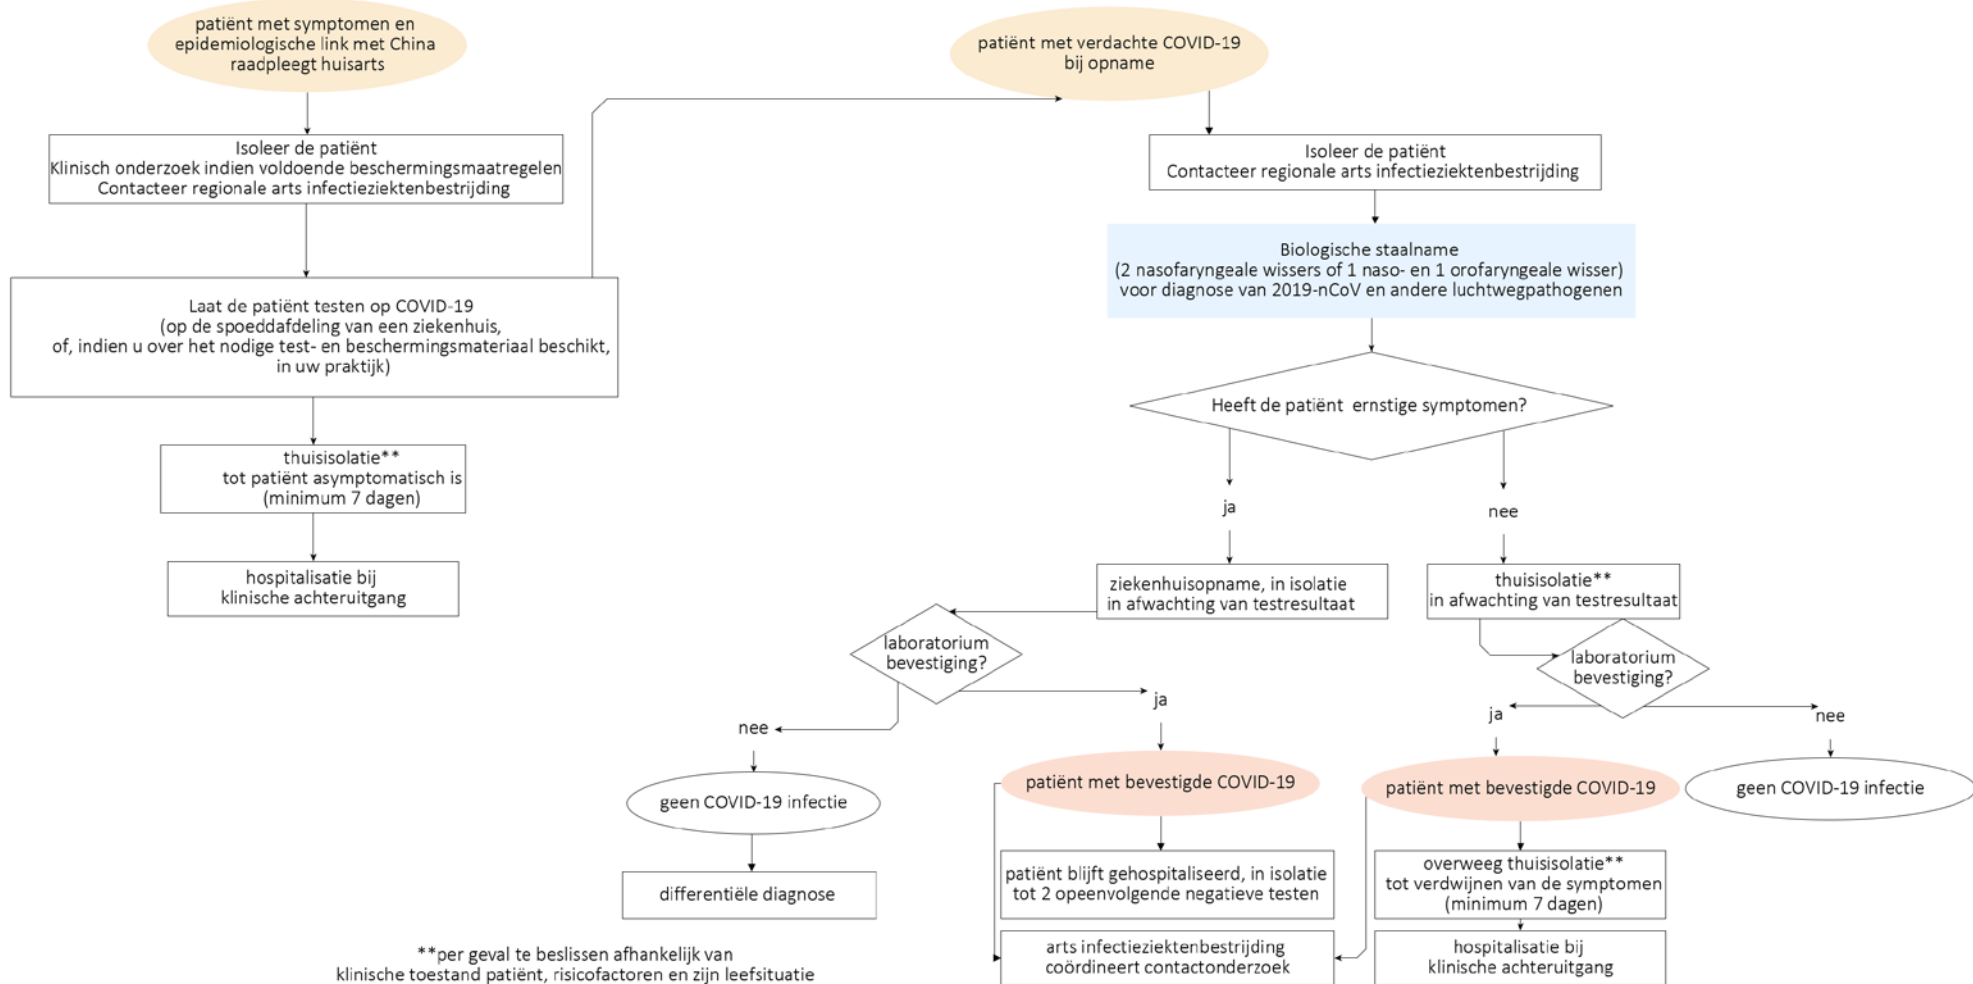 patiënt met symptomen en
epidemiologische link met China
raadpleegt huisarts
Isoleer de patiënt
Klinisch onderzoek indien voldoende beschermingsmaatregelen
Contacteer regionale arts infectieziektenbestrijding
Laat de patiënt testen op COVID-19
(op de spoeddafdeling van een ziekenhuis,
of, indien u over het nodige test- en beschermingsmateriaal beschikt,
in uw praktijk)
thuisisolatie**
tot patiënt asymptomatisch is
(minimum 7 dagen)
hospitalisatie bij
klinische achteruitgang
patiënt met verdachte COVID-19
bij opname
Isoleer de patiënt
Contacteer regionale arts infectieziektenbestrijding
Biologische staalname
(2 nasofaryngeale wissers of 1 naso- en 1 orofaryngeale wisser)
voor diagnose van 2019-nCoV en andere luchtwegpathogenen
Heeft de patiënt ernstige symptomen?
ja
nee
ziekenhuisopname, in isolatie
in afwachting van testresultaat
thuisisolatie**
in afwachting van testresultaat
laboratorium
bevestiging?
laboratorium
bevestiging?
nee
ja
ja
nee
geen COVID-19 infectie
patiënt met bevestigde COVID-19
patiënt met bevestigde COVID-19
geen COVID-19 infectie
differentiële diagnose
patiënt blijft gehospitaliseerd, in isolatie
tot 2 opeenvolgende negatieve testen
overweeg thuisisolatie**
tot verdwijnen van de symptomen
(minimum 7 dagen)
arts infectieziektenbestrijding
coördineert contactonderzoek
hospitalisatie bij
klinische achteruitgang
**per geval te beslissen afhankelijk van
klinische toestand patiënt, risicofactoren en zijn leefsituatie